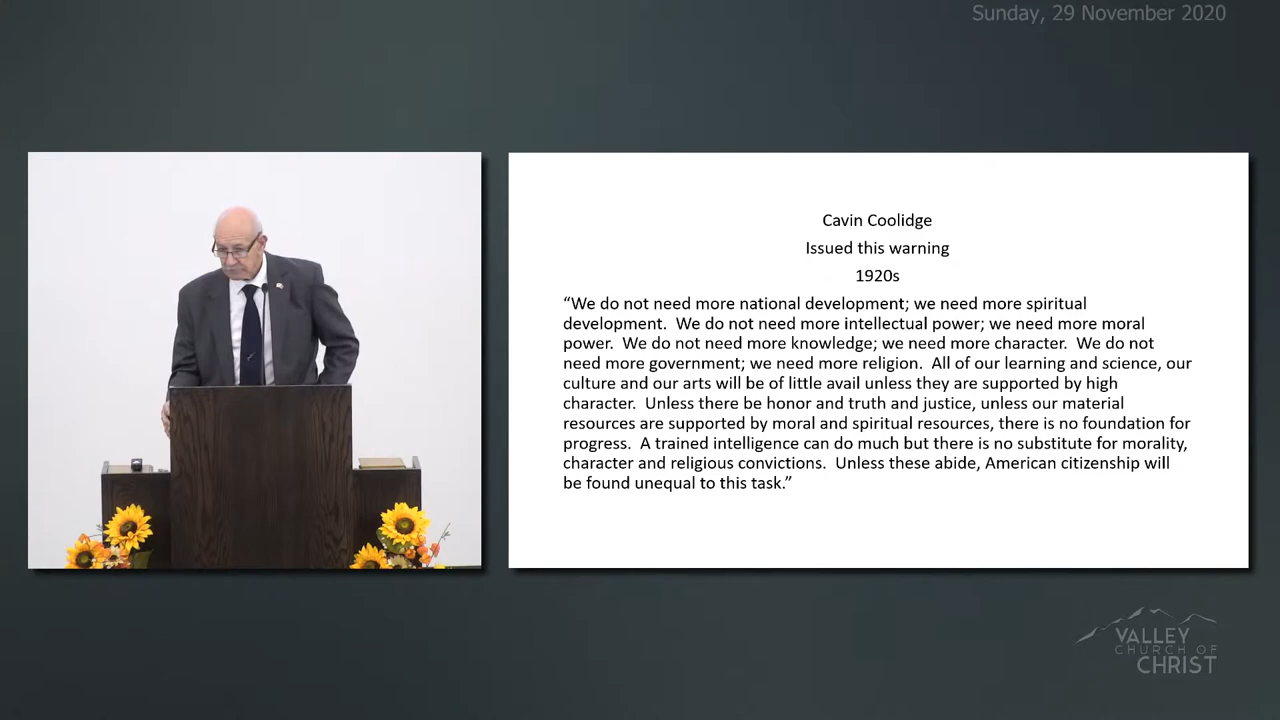 Sunday, 29 November 2020
Cavin Coolidge
Issued this warning
1920s
“We do not need more national development; we need more spiritual
development.  We do not need more intellectual power; we need more moral
power.  We do not need more knowledge; we need more character.  We do not
need more government; we need more religion.  All of our learning and science, our
culture and our arts will be of little avail unless they are supported by high
character.  Unless there be honor and truth and justice, unless our material
resources are supported by moral and spiritual resources, there is no foundation for
progress.  A trained intelligence can do much but there is no substitute for morality,
character and religious convictions.  Unless these abide, American citizenship will
be found unequal to this task.”
VALLEY
CHURCH OF
CHRIST